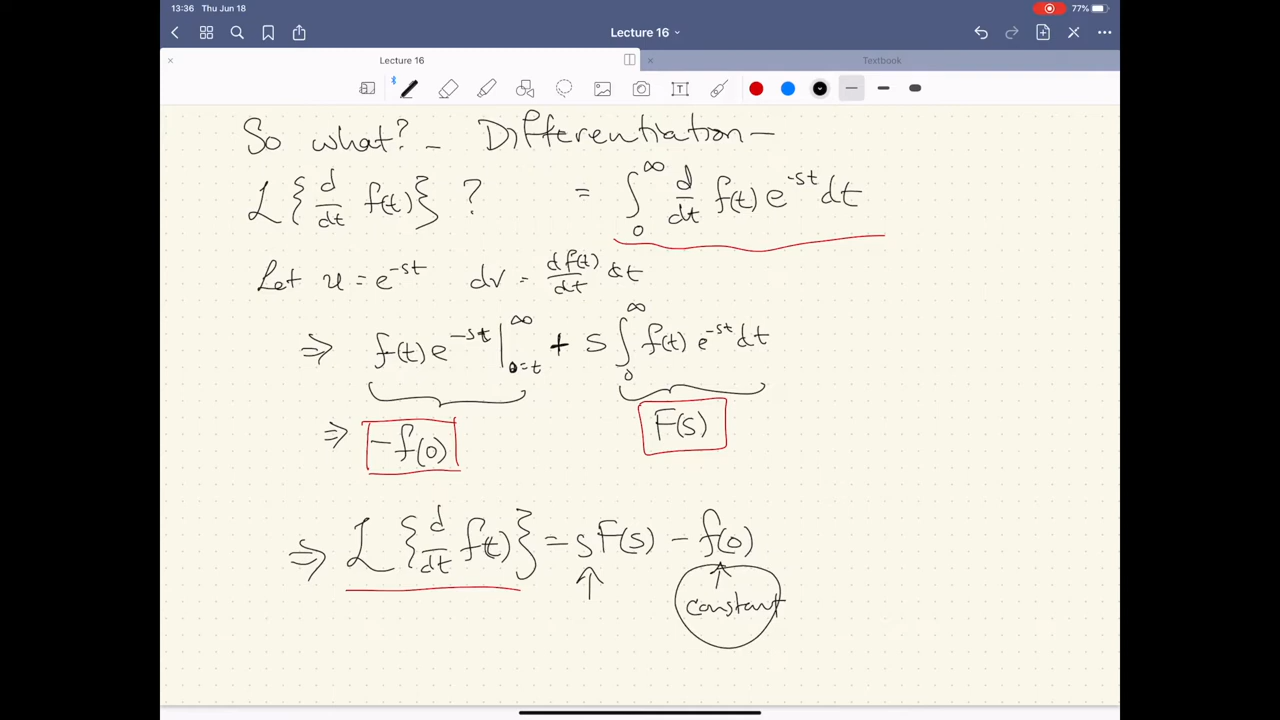 13:36 Thu Jun 18
77%
Lecture 16
Lecture 16
Textbook
So what? - Differentiation -
ℒ{d/dt f(t)} ? = ∫₀^∞ d/dt f(t) e^{-st} dt
Let u = e^{-st} dv = df(t)/dt dt
⇒ f(t) e^{-st} |_{0=t}^∞ + s ∫₀^∞ f(t) e^{-st} dt
⇒ -f(0) F(s)
⇒ ℒ{d/dt f(t)} = sF(s) - f(0)
↑ ↑
constant